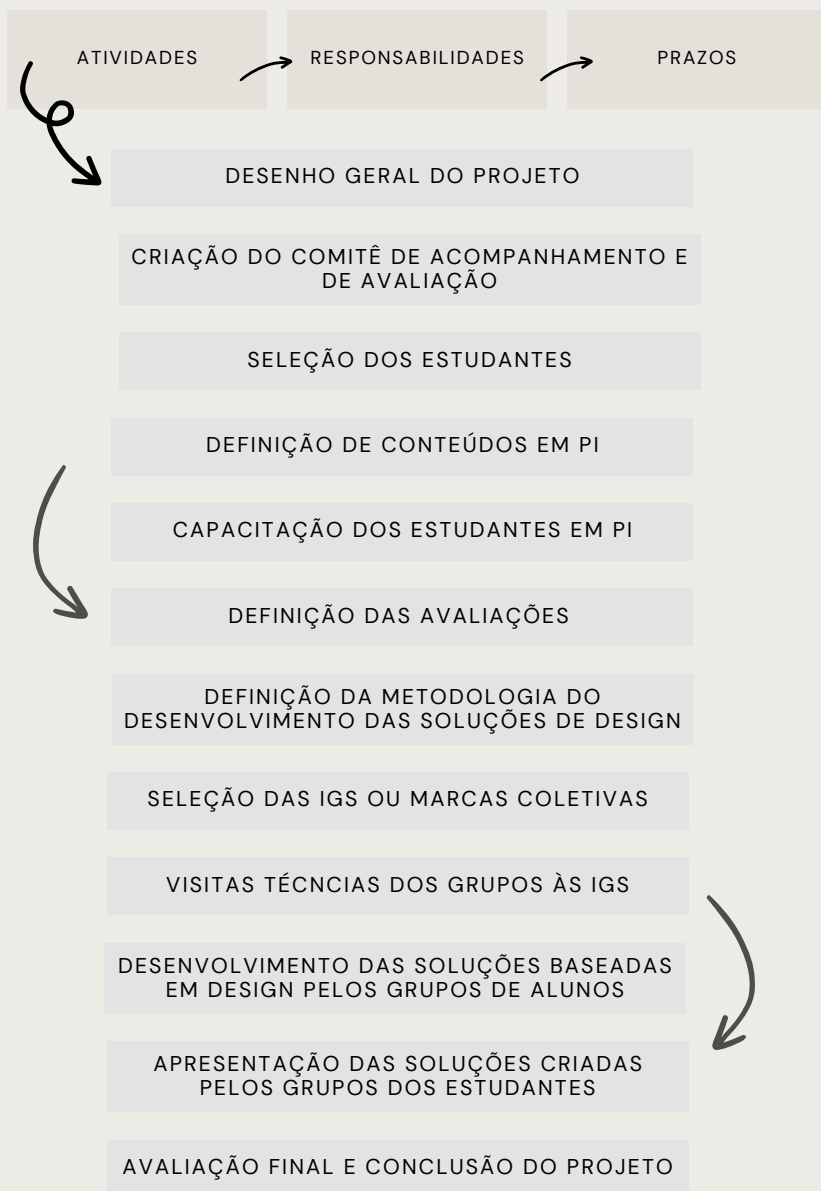 ATIVIDADES
RESPONSABILIDADES
PRAZOS
DESENHO GERAL DO PROJETO
CRIAÇÃO DO COMITÊ DE ACOMPANHAMENTO E
DE AVALIAÇÃO
SELEÇÃO DOS ESTUDANTES
DEFINIÇÃO DE CONTEÚDOS EM PI
CAPACITAÇÃO DOS ESTUDANTES EM PI
DEFINIÇÃO DAS AVALIAÇÕES
DEFINIÇÃO DA METODOLOGIA DO
DESENVOLVIMENTO DAS SOLUÇÕES DE DESIGN
SELEÇÃO DAS IGS OU MARCAS COLETIVAS
VISITAS TÉCNCIAS DOS GRUPOS ÀS IGS
DESENVOLVIMENTO DAS SOLUÇÕES BASEADAS
EM DESIGN PELOS GRUPOS DE ALUNOS
APRESENTAÇÃO DAS SOLUÇÕES CRIADAS
PELOS GRUPOS DOS ESTUDANTES
AVALIAÇÃO FINAL E CONCLUSÃO DO PROJETO